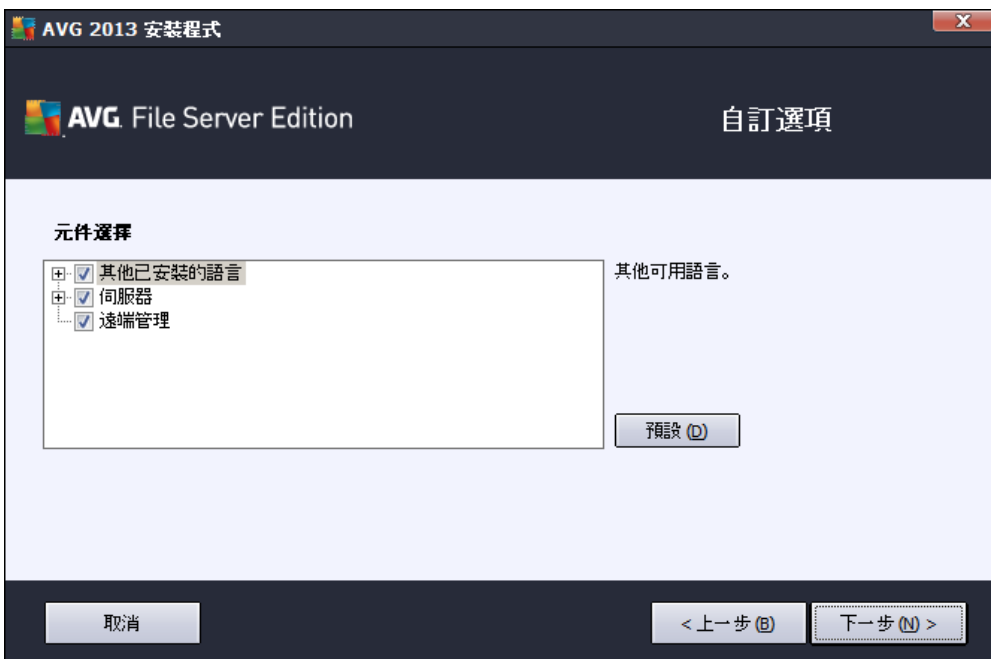 AVG 2013 安裝程式
AVG. File Server Edition
自訂選項
元件選擇
其他已安裝的語言
伺服器
遠端管理
其他可用語言。
預設 (D)
取消
< 上一步 (B)
下一步 (N) >